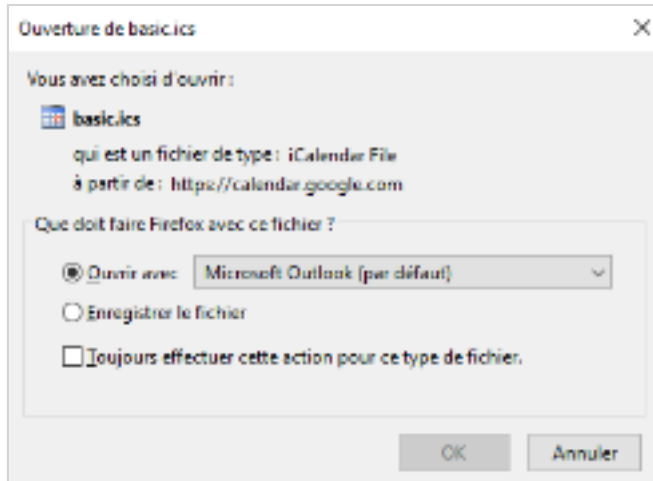 Ouverture de basic.ics
Vous avez choisi d'ouvrir :
basic.ics
qui est un fichier de type : iCalendar File
à partir de : https://calendar.google.com
Que doit faire Firefox avec ce fichier ?
Ouvrir avec Microsoft Outlook (par défaut)
Enregistrer le fichier
Toujours effectuer cette action pour ce type de fichier.
OK Annuler